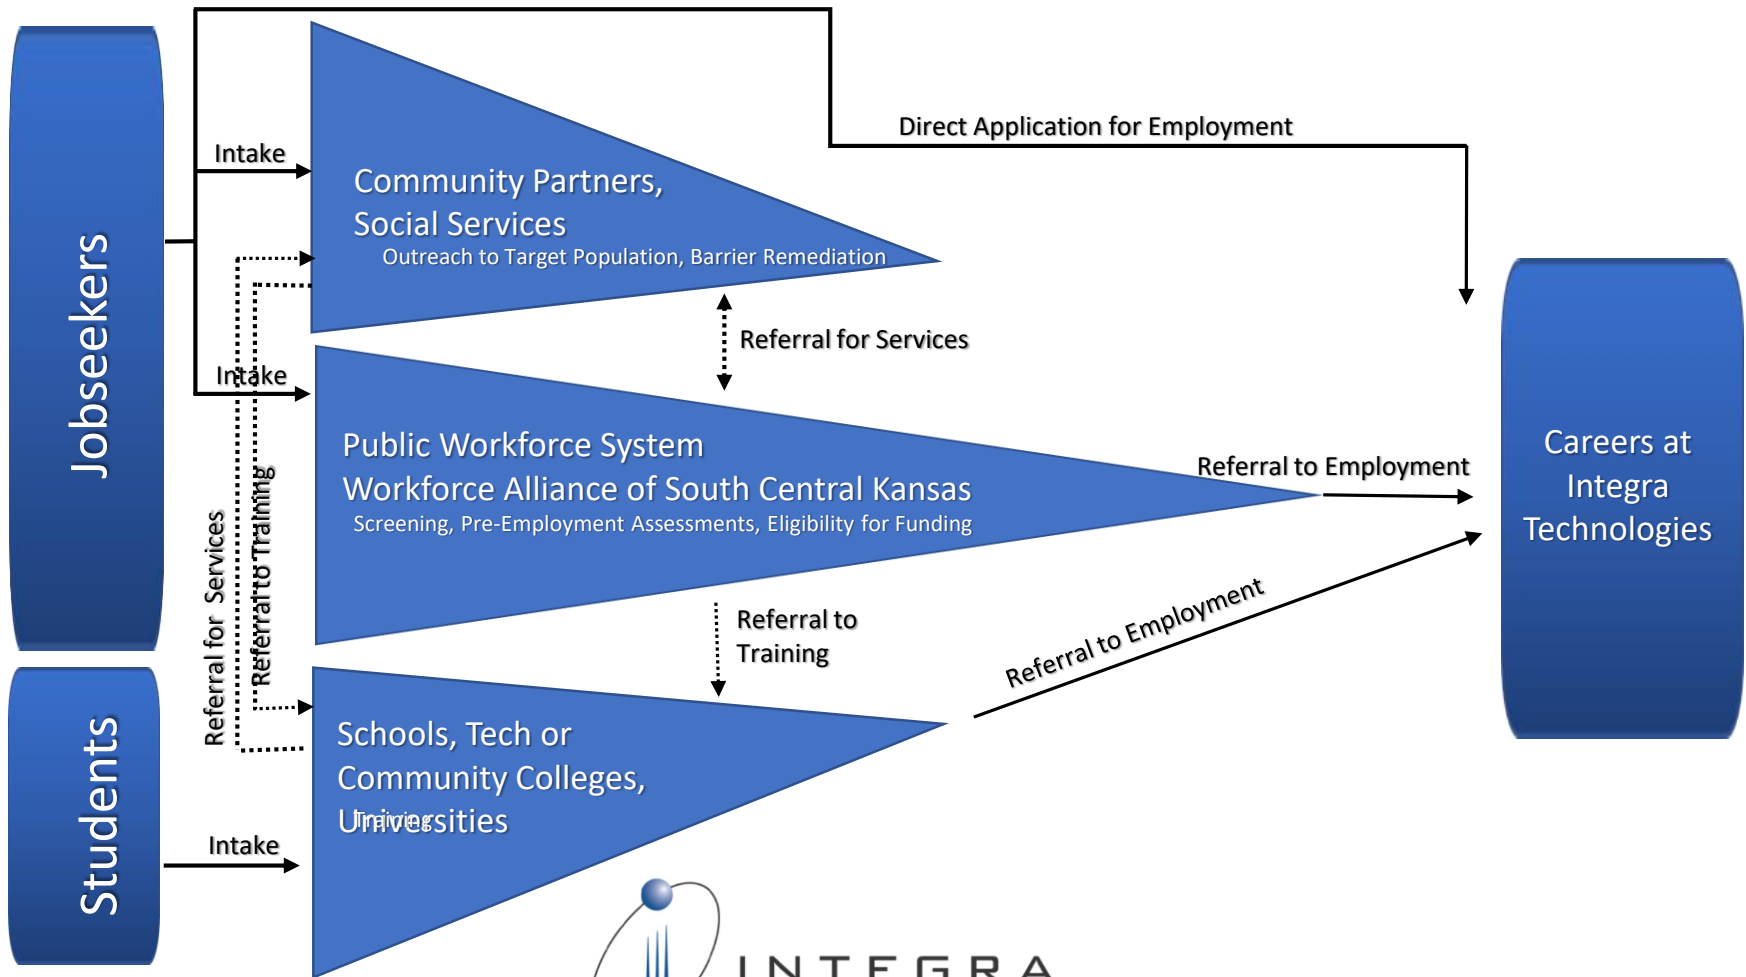 Jobseekers
Students
Direct Application for Employment
Intake
Community Partners,
Social Services
Outreach to Target Population, Barrier Remediation
Referral for Services
Intake
Public Workforce System
Workforce Alliance of South Central Kansas
Screening, Pre-Employment Assessments, Eligibility for Funding
Referral to Employment
Careers at
Integra
Technologies
Referral for Services
Referral to Training
Referral to
Training
Referral to Employment
Schools, Tech or
Community Colleges,
Universities
Training
Intake
INTEGRA